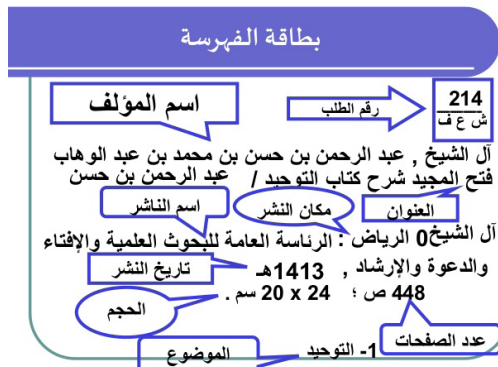 بطاقة الفهرسة
214
ش ع ف
رقم الطلب
اسم المؤلف
آل الشيخ , عبد الرحمن بن حسن بن محمد بن عبد الوهاب
فتح المجيد شرح كتاب التوحيد / عبد الرحمن بن حسن
العنوان
مكان النشر
اسم الناشر
آل الشيخ0 الرياض : الرئاسة العامة للبحوث العلمية والإفتاء
والدعوة والإرشاد , 1413هـ
تاريخ النشر
448 ص ؛ 24 x 20 سم .
الحجم
عدد الصفحات
1- التوحيد
الموضوع